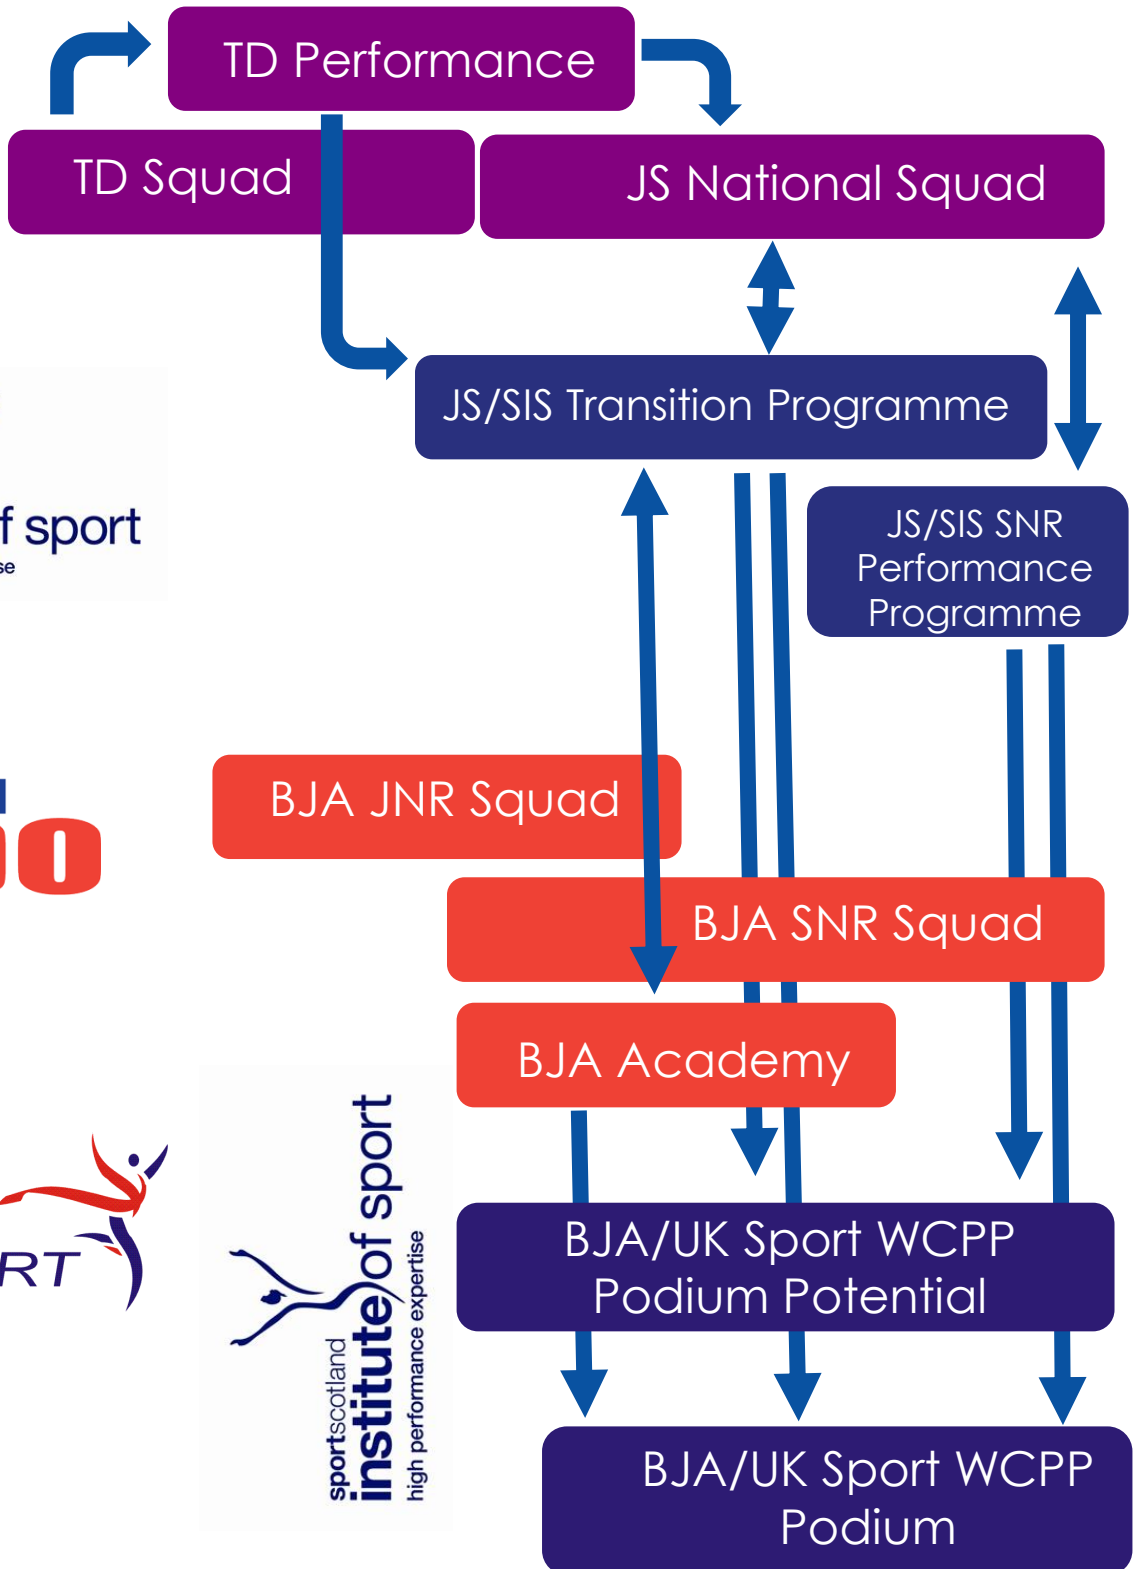 TD Performance
TD Squad
JS National Squad
JS/SIS Transition Programme
JS/SIS SNR
Performance
Programme
f sport
se
BJA JNR Squad
BJA SNR Squad
BJA Academy
RT
sportscotland
institute of sport
high performance expertise
BJA/UK Sport WCPP
Podium Potential
BJA/UK Sport WCPP
Podium